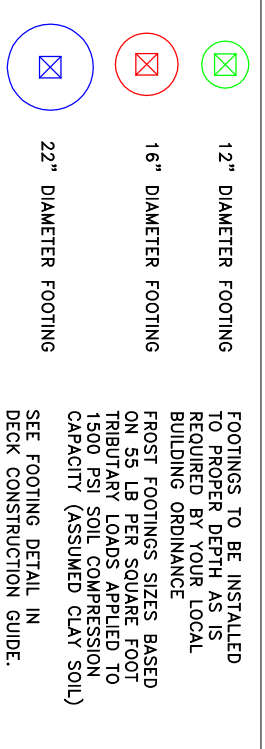 12" DIAMETER FOOTING
16" DIAMETER FOOTING
22" DIAMETER FOOTING
FOOTINGS TO BE INSTALLED
TO PROPER DEPTH AS IS
REQUIRED BY YOUR LOCAL
BUILDING ORDINANCE
FROST FOOTINGS SIZES BASED
ON 55 LB PER SQUARE FOOT
TRIBUTARY LOADS APPLIED TO
1500 PSI SOIL COMPRESSION
CAPACITY (ASSUMED CLAY SOIL)
SEE FOOTING DETAIL IN
DECK CONSTRUCTION GUIDE.